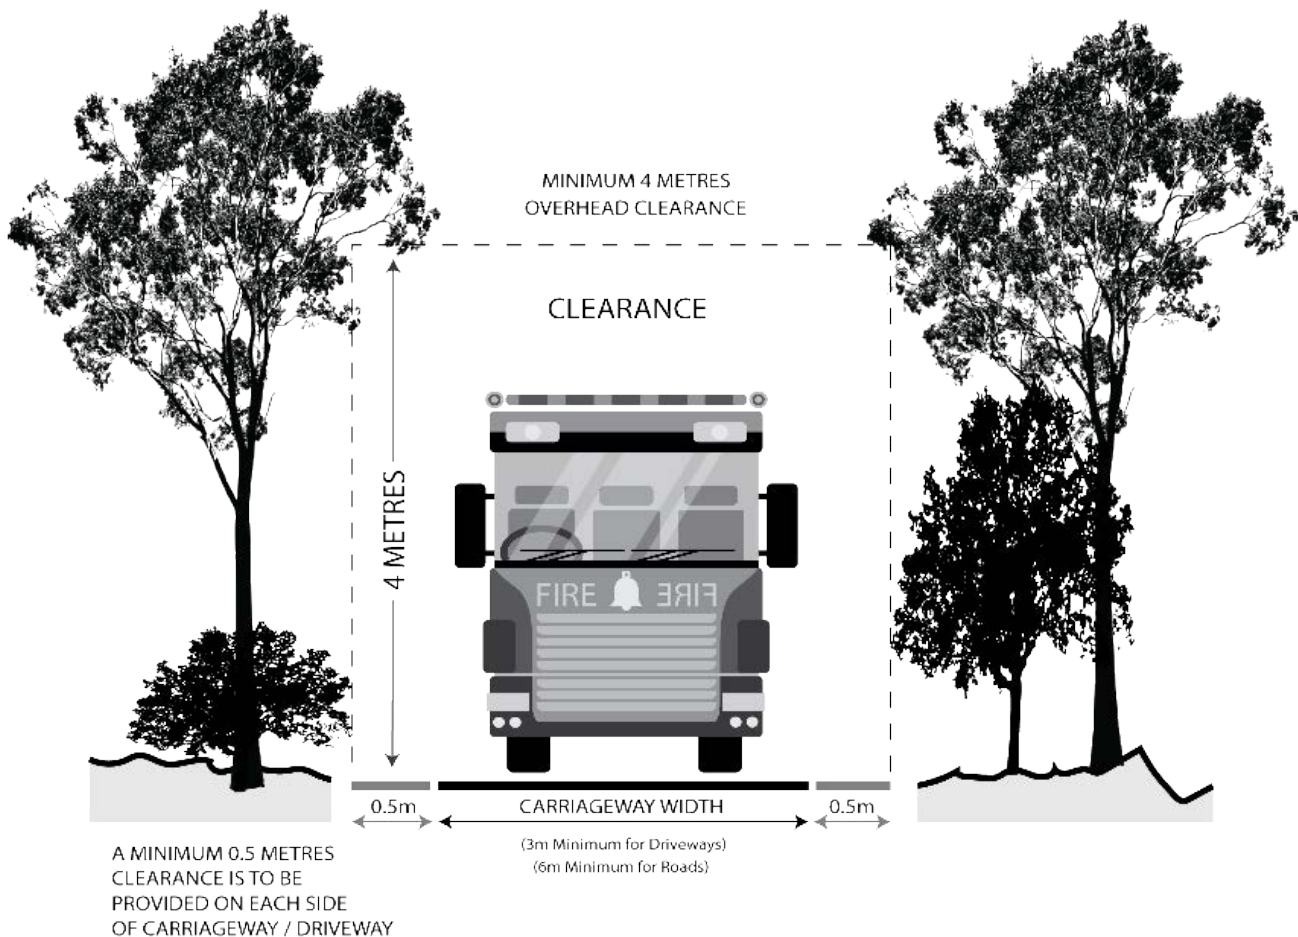 MINIMUM 4 METRES
OVERHEAD CLEARANCE
CLEARANCE
4 METRES
FIRE FIRE
0.5m
CARRIAGEWAY WIDTH
0.5m
(3m Minimum for Driveways)
(6m Minimum for Roads)
A MINIMUM 0.5 METRES
CLEARANCE IS TO BE
PROVIDED ON EACH SIDE
OF CARRIAGEWAY / DRIVEWAY